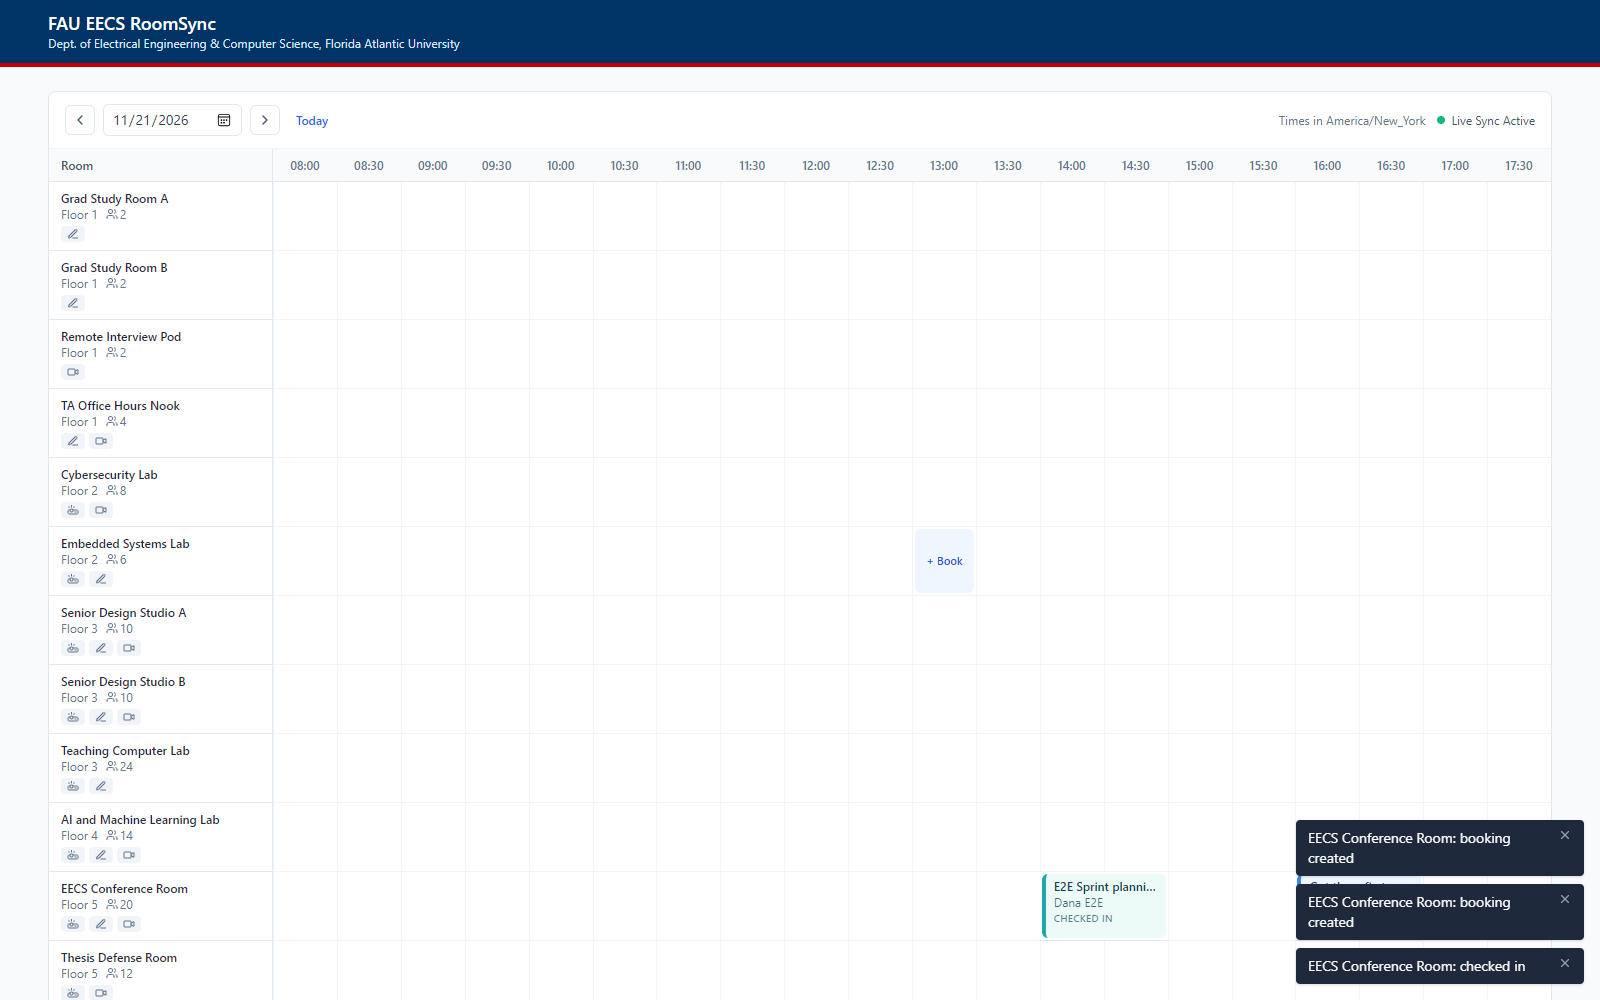 FAU EECS RoomSync
Dept. of Electrical Engineering & Computer Science, Florida Atlantic University
11/21/2026
Today
Times in America/New_York
Live Sync Active
Room 08:00 08:30 09:00 09:30 10:00 10:30 11:00 11:30 12:00 12:30 13:00 13:30 14:00 14:30 15:00 15:30 16:00 16:30 17:00 17:30
Grad Study Room A
Floor 1 2
Grad Study Room B
Floor 1 2
Remote Interview Pod
Floor 1 2
TA Office Hours Nook
Floor 1 4
Cybersecurity Lab
Floor 2 8
Embedded Systems Lab
Floor 2 6
+ Book
Senior Design Studio A
Floor 3 10
Senior Design Studio B
Floor 3 10
Teaching Computer Lab
Floor 3 24
AI and Machine Learning Lab
Floor 4 14
EECS Conference Room
Floor 5 20
E2E Sprint planni...
Dana E2E
CHECKED IN
Thesis Defense Room
Floor 5 12
EECS Conference Room: booking
created
EECS Conference Room: booking
created
EECS Conference Room: checked in